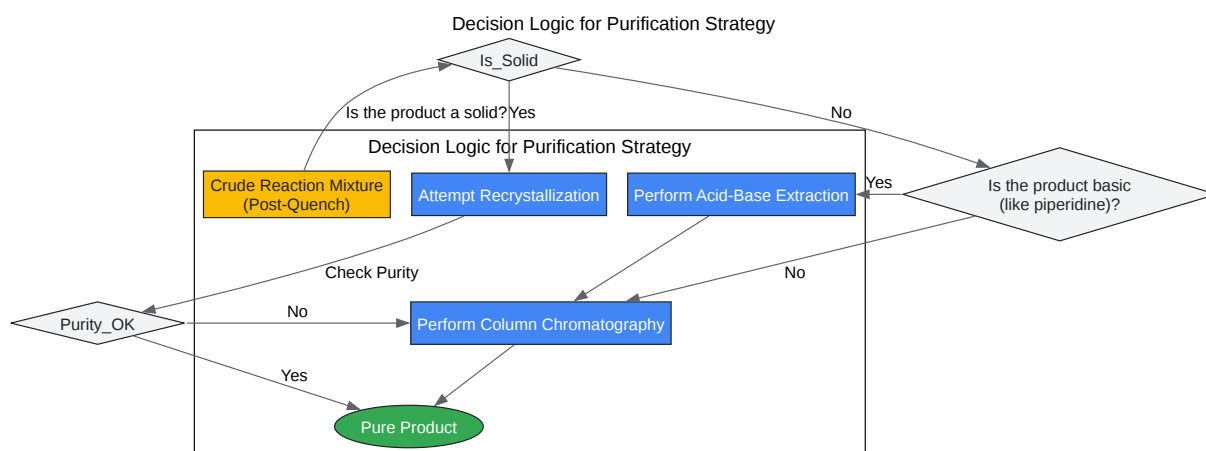 Decision Logic for Purification Strategy
Is_Solid
Is the product a solid?
Yes
No
Decision Logic for Purification Strategy
Crude Reaction Mixture
(Post-Quench)
Attempt Recrystallization
Perform Acid-Base Extraction
Yes
Is the product basic
(like piperidine)?
Check Purity
No
Purity_OK
No
Perform Column Chromatography
Yes
Pure Product